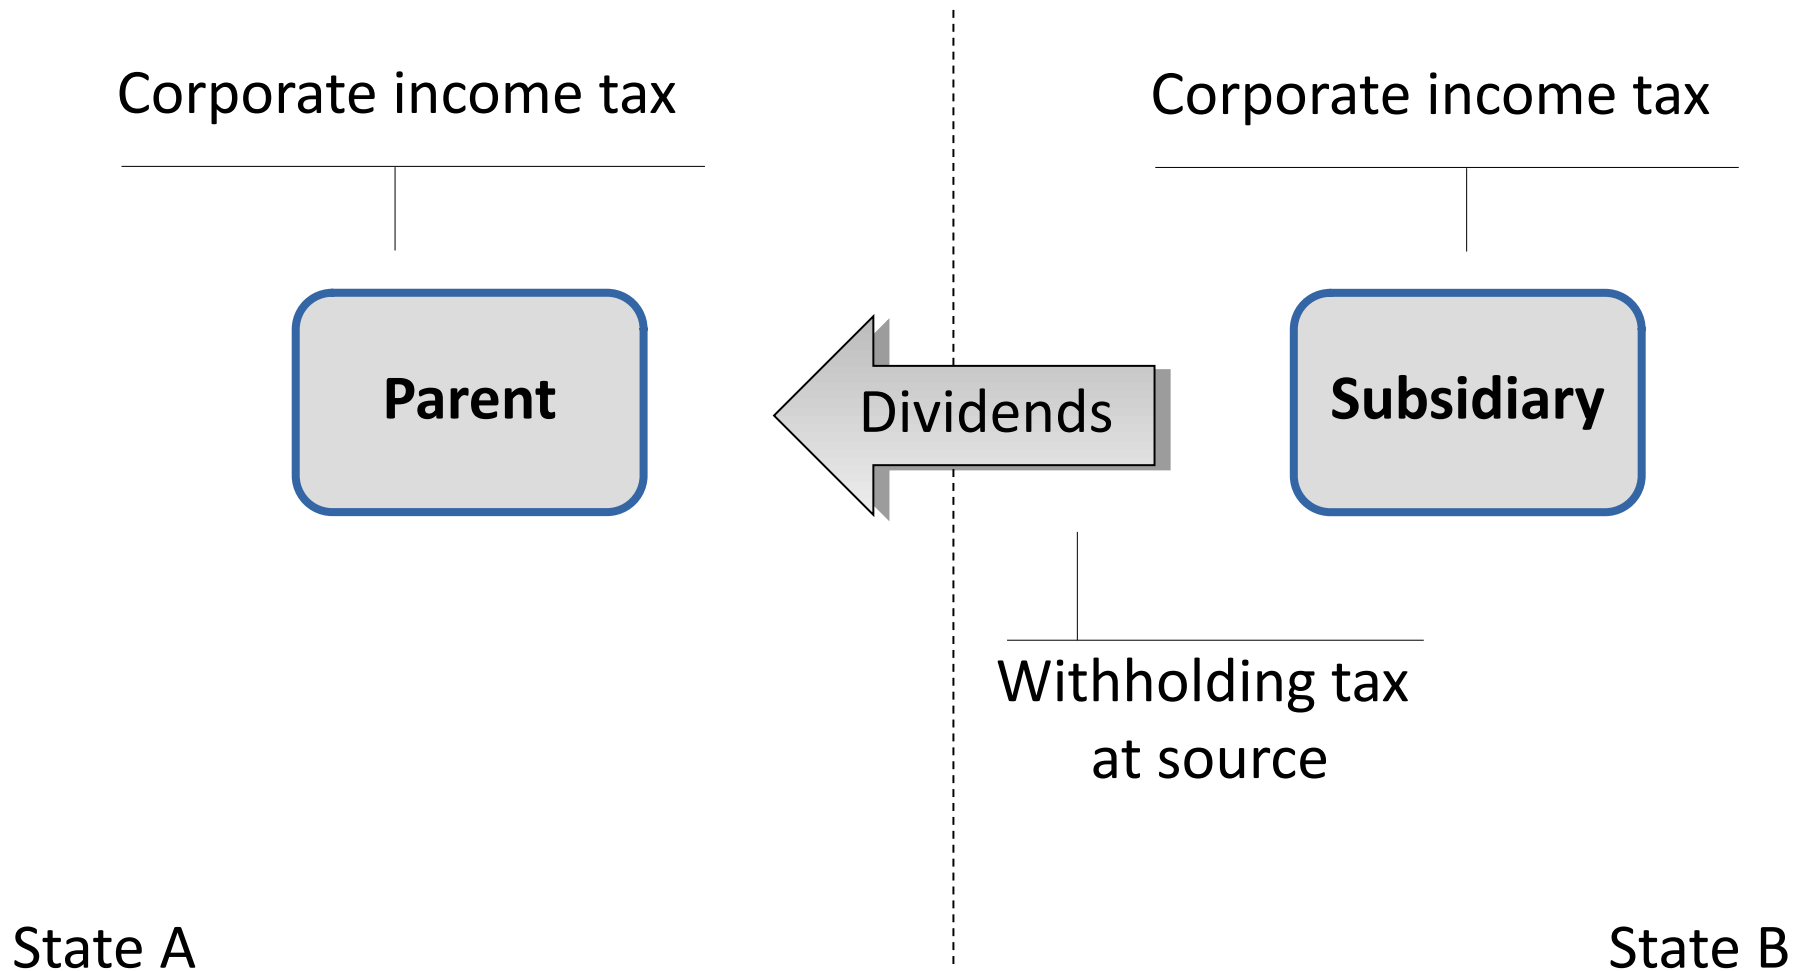 Corporate income tax
Corporate income tax
Parent
Dividends
Subsidiary
Withholding tax
at source
State A
State B